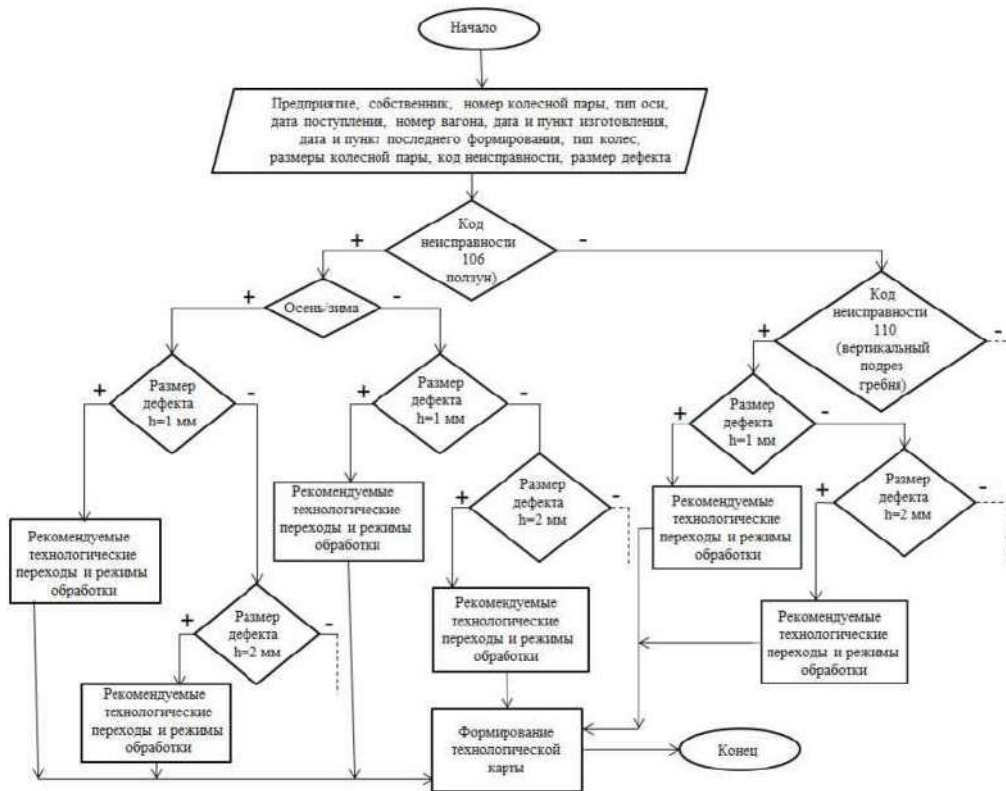 Начало
Предприятие, собственник, номер колесной пары, тип оси,
дата поступления, номер вагона, дата и пункт изготовления,
дата и пункт последнего формирования, тип колес,
размеры колесной пары, код неисправности, размер дефекта
Код
неисправности
106
ползун)
+
-
Осень/зима
+
-
Код
неисправности
110
(вертикальный
подрез
гребня)
+
-
Размер
дефекта
h=1 мм
+
-
Размер
дефекта
h=1 мм
+
-
Размер
дефекта
h=1 мм
+
-
Рекомендуемые
технологические
переходы и режимы
обработки
Рекомендуемые
технологические
переходы и режимы
обработки
Размер
дефекта
h=2 мм
+
-
Рекомендуемые
технологические
переходы и режимы
обработки
Размер
дефекта
h=2 мм
+
-
Размер
дефекта
h=2 мм
+
-
Рекомендуемые
технологические
переходы и режимы
обработки
Рекомендуемые
технологические
переходы и режимы
обработки
Рекомендуемые
технологические
переходы и режимы
обработки
Формирование
технологической
карты
Конец